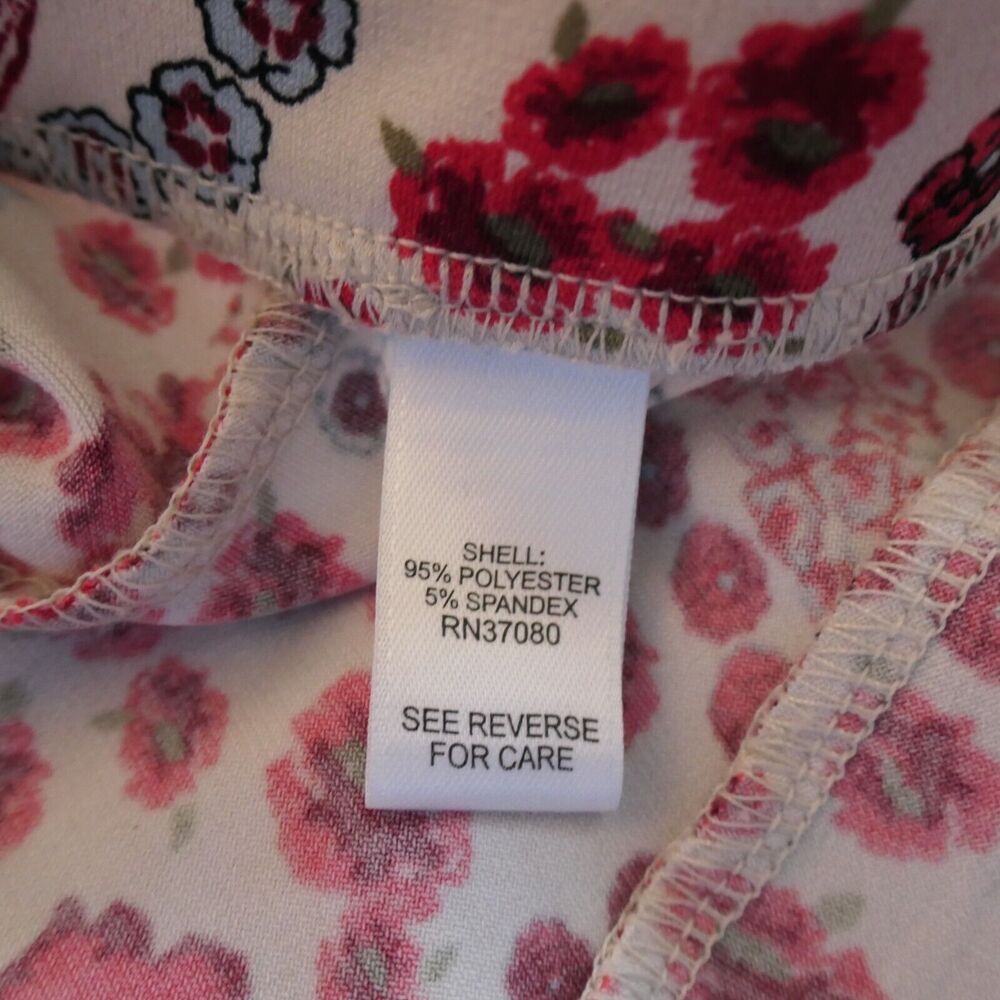 SHELL:
95% POLYESTER
5% SPANDEX
RN37080
SEE REVERSE
FOR CARE